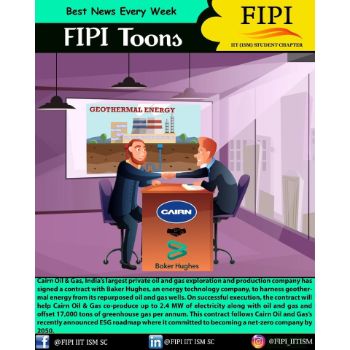 Best News Every Week
FIPI
IIT (ISM) STUDENT CHAPTER
FIPI Toons
GEOTHERMAL ENERGY
CAIRN
Baker Hughes
Cairn Oil & Gas, India's largest private oil and gas exploration and production company has
signed a contract with Baker Hughes, an energy technology company, to harness geother-
mal energy from its repurposed oil and gas wells. On successful execution, the contract will
help Cairn Oil & Gas co-produce up to 2.4 MW of electricity along with oil and gas and
offset 17,000 tons of greenhouse gas per annum. This contract follows Cairn Oil and Gas's
recently announced ESG roadmap where it committed to becoming a net-zero company by
2050.
@FIPI IIT ISM SC
@FIPI IIT ISM SC
@FIPI_IITISM